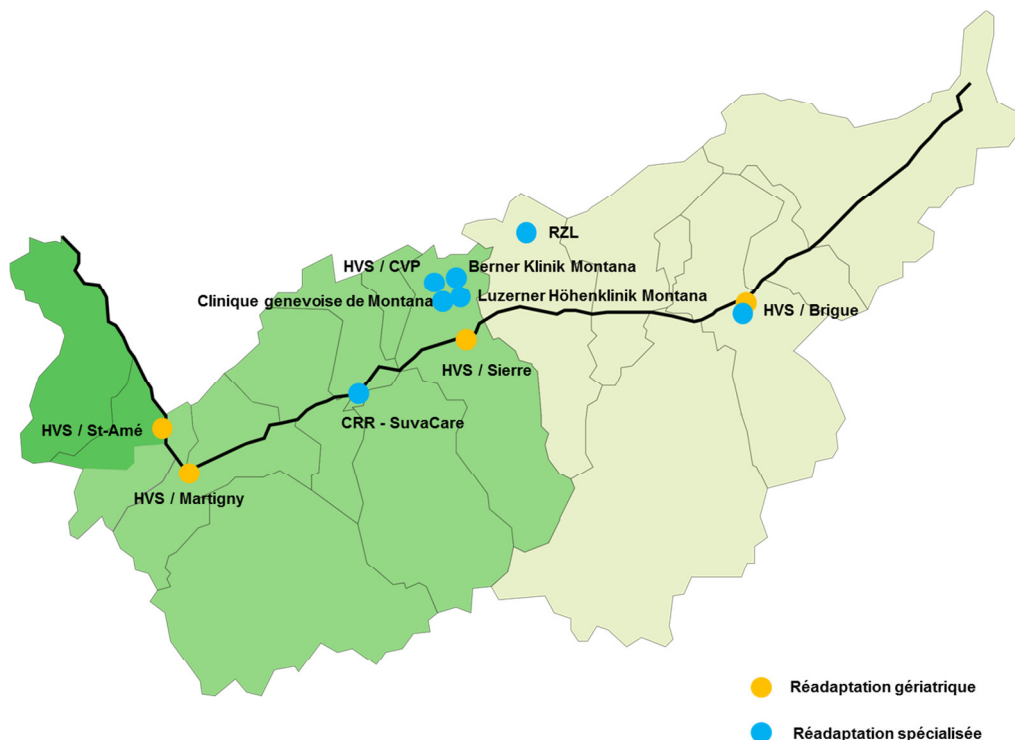 RZL
HVS / CVP
Berner Klinik Montana
Clinique genevoise de Montana
Luzerner Höhenklinik Montana
HVS / Brigue
HVS / Sierre
CRR - SuvaCare
HVS / St-Amé
HVS / Martigny
Réadaptation gériatrique
Réadaptation spécialisée